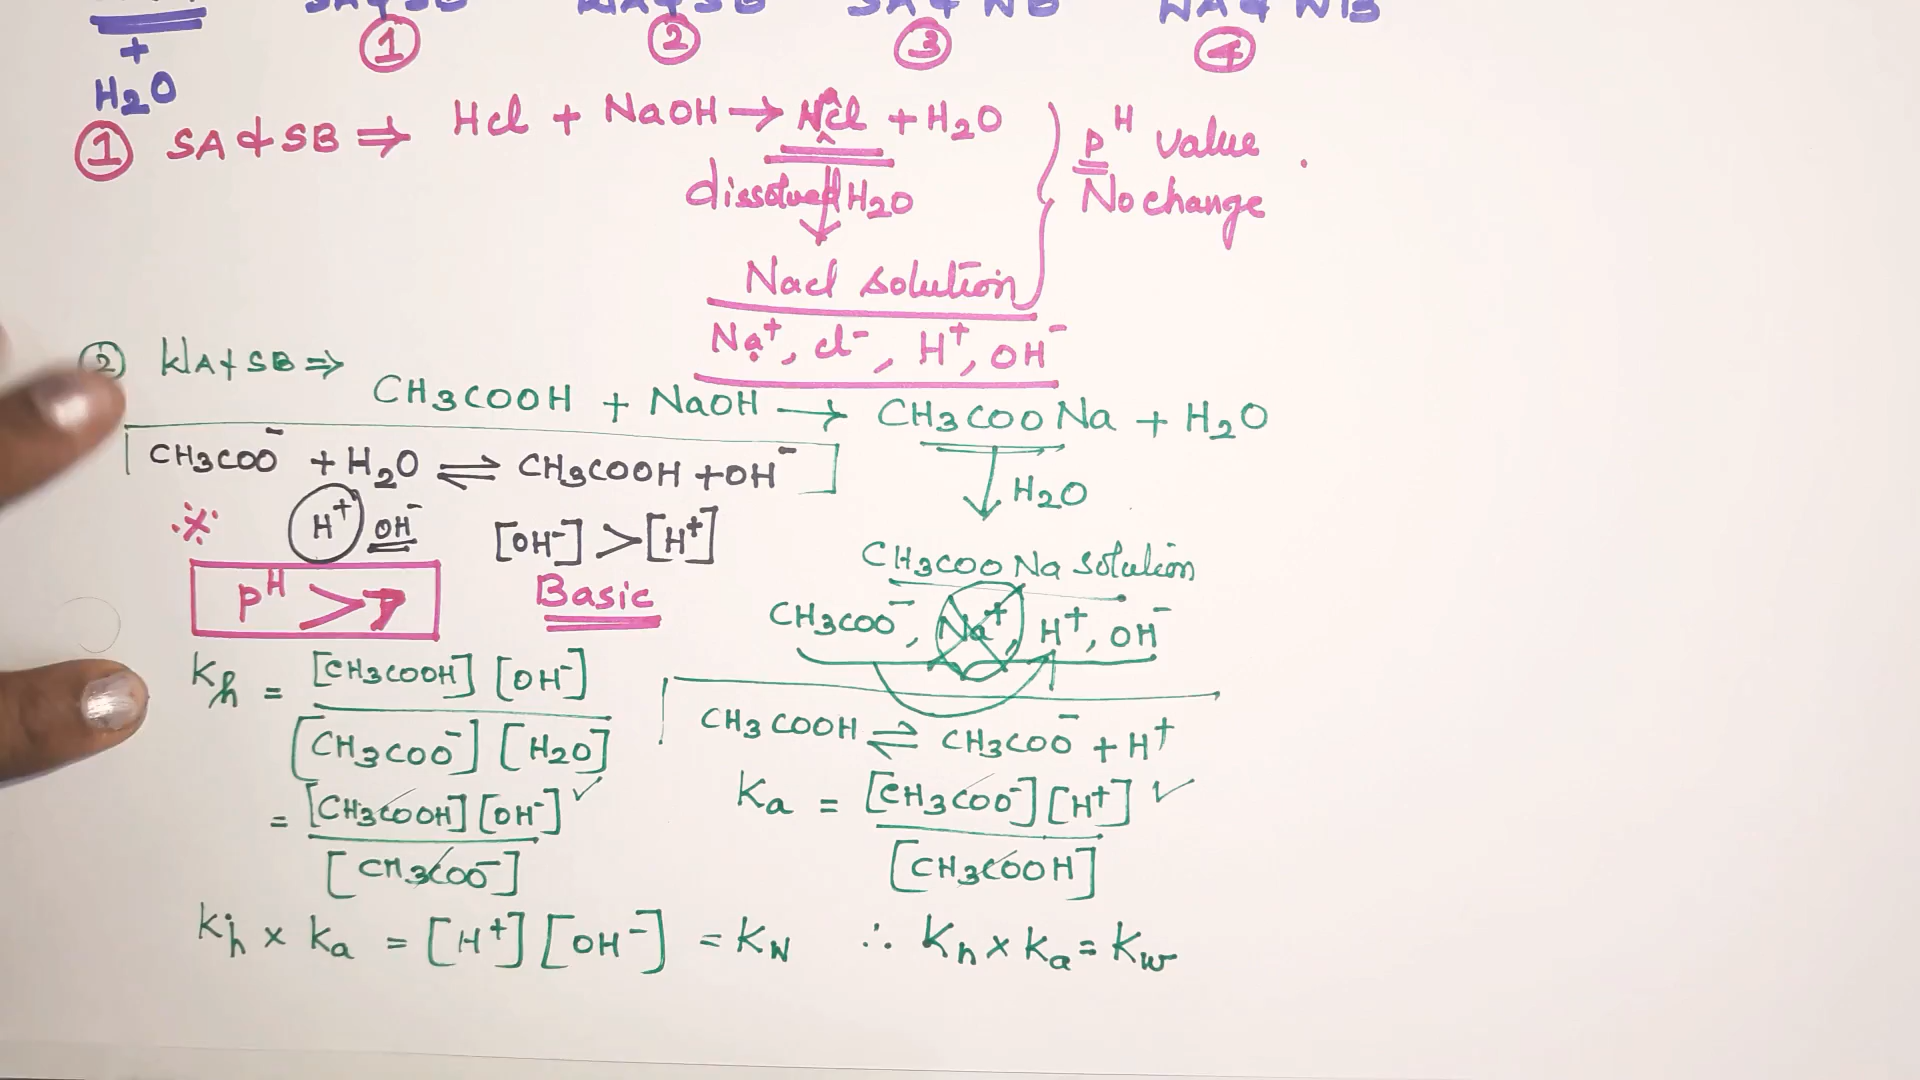 + ① ② ③ ④
H2O
① SA & SB ⇒ Hcl + NaOH → Nacl + H2O
dissolved H2O
pH value
No change
Nacl solution
Na+, cl-, H+, OH-
② WA + SB ⇒
CH3COOH + NaOH → CH3COONa + H2O
CH3COO- + H2O ⇌ CH3COOH + OH-
H2O
H+ OH- [OH-] > [H+]
CH3COONa solution
pH > 7 Basic
CH3COO-, Na+, H+, OH-
Kh = [CH3COOH] [OH-]
[CH3COO-] [H2O]
= [CH3COOH] [OH-] ✓
[CH3COO-]
CH3COOH ⇌ CH3COO- + H+
Ka = [CH3COO-] [H+] ✓
[CH3COOH]
Kh x Ka = [H+] [OH-] = Kw ∴ Kh x Ka = Kw